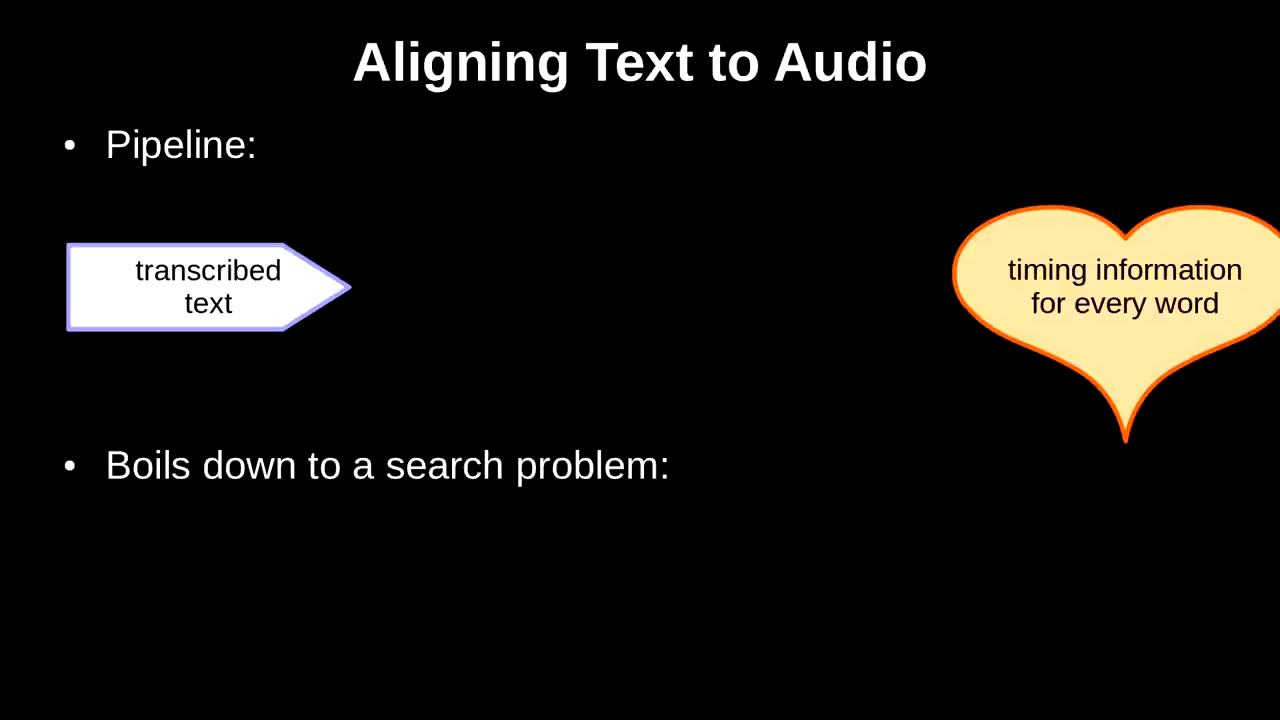 Aligning Text to Audio
• Pipeline:
transcribed
text
timing information
for every word
• Boils down to a search problem: